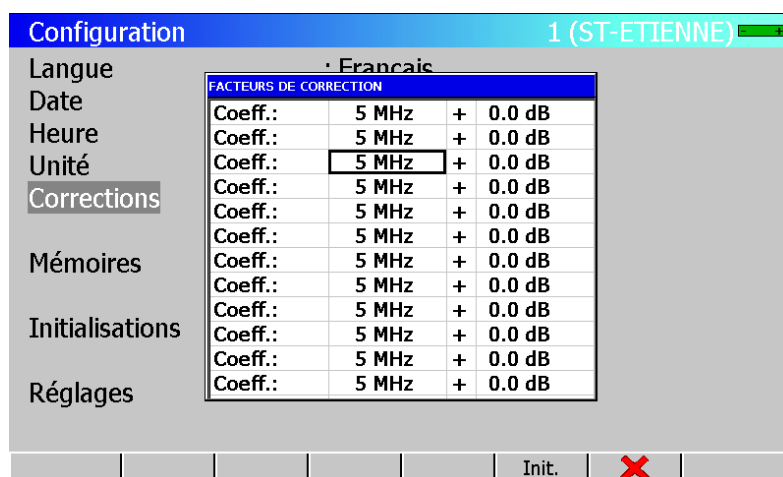 Configuration 1 (ST-ETIENNE) - +
Langue : Français
Date
Heure
Unité
Corrections
Mémoires
Initialisations
Réglages
FACTEURS DE CORRECTION
Coeff.: 5 MHz + 0.0 dB
Coeff.: 5 MHz + 0.0 dB
Coeff.: 5 MHz + 0.0 dB
Coeff.: 5 MHz + 0.0 dB
Coeff.: 5 MHz + 0.0 dB
Coeff.: 5 MHz + 0.0 dB
Coeff.: 5 MHz + 0.0 dB
Coeff.: 5 MHz + 0.0 dB
Coeff.: 5 MHz + 0.0 dB
Coeff.: 5 MHz + 0.0 dB
Coeff.: 5 MHz + 0.0 dB
Coeff.: 5 MHz + 0.0 dB
Init.